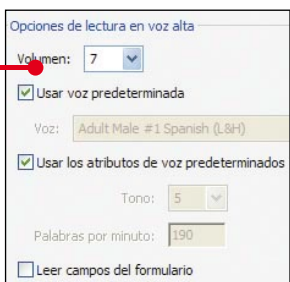 Opciones de lectura en voz alta
Volumen: 7
Usar voz predeterminada
Voz: Adult Male #1 Spanish (L&H)
Usar los atributos de voz predeterminados
Tono: 5
Palabras por minuto: 190
Leer campos del formulario